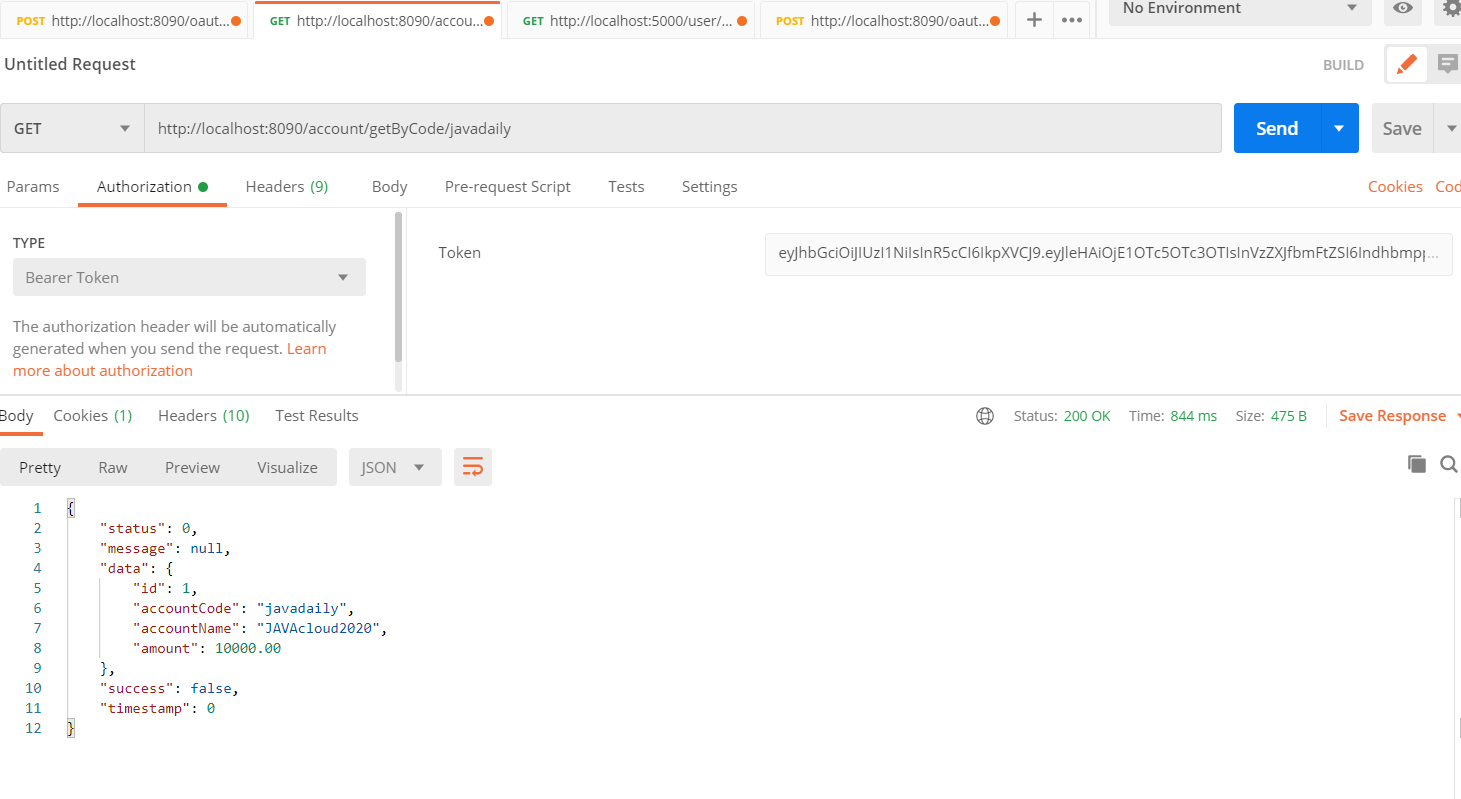 POST http://localhost:8090/oaut... GET http://localhost:8090/accou... GET http://localhost:5000/user/... POST http://localhost:8090/oaut... + ••• No Environment
Untitled Request BUILD
GET http://localhost:8090/account/getByCode/javadaily Send Save
Params Authorization Headers (9) Body Pre-request Script Tests Settings Cookies Cod
TYPE
Token eyJhbGciOiJIUzI1NiIsInR5cCI6IkpXVCJ9.eyJleHAiOjE1OTc5OTc3OTIsInVzZXJfbmFtZSI6Indhbmpp...
Bearer Token
The authorization header will be automatically
generated when you send the request. Learn
more about authorization
Body Cookies (1) Headers (10) Test Results Status: 200 OK Time: 844 ms Size: 475 B Save Response
Pretty Raw Preview Visualize JSON
1 {
2 "status": 0,
3 "message": null,
4 "data": {
5 "id": 1,
6 "accountCode": "javadaily",
7 "accountName": "JAVAcloud2020",
8 "amount": 10000.00
9 },
10 "success": false,
11 "timestamp": 0
12 }